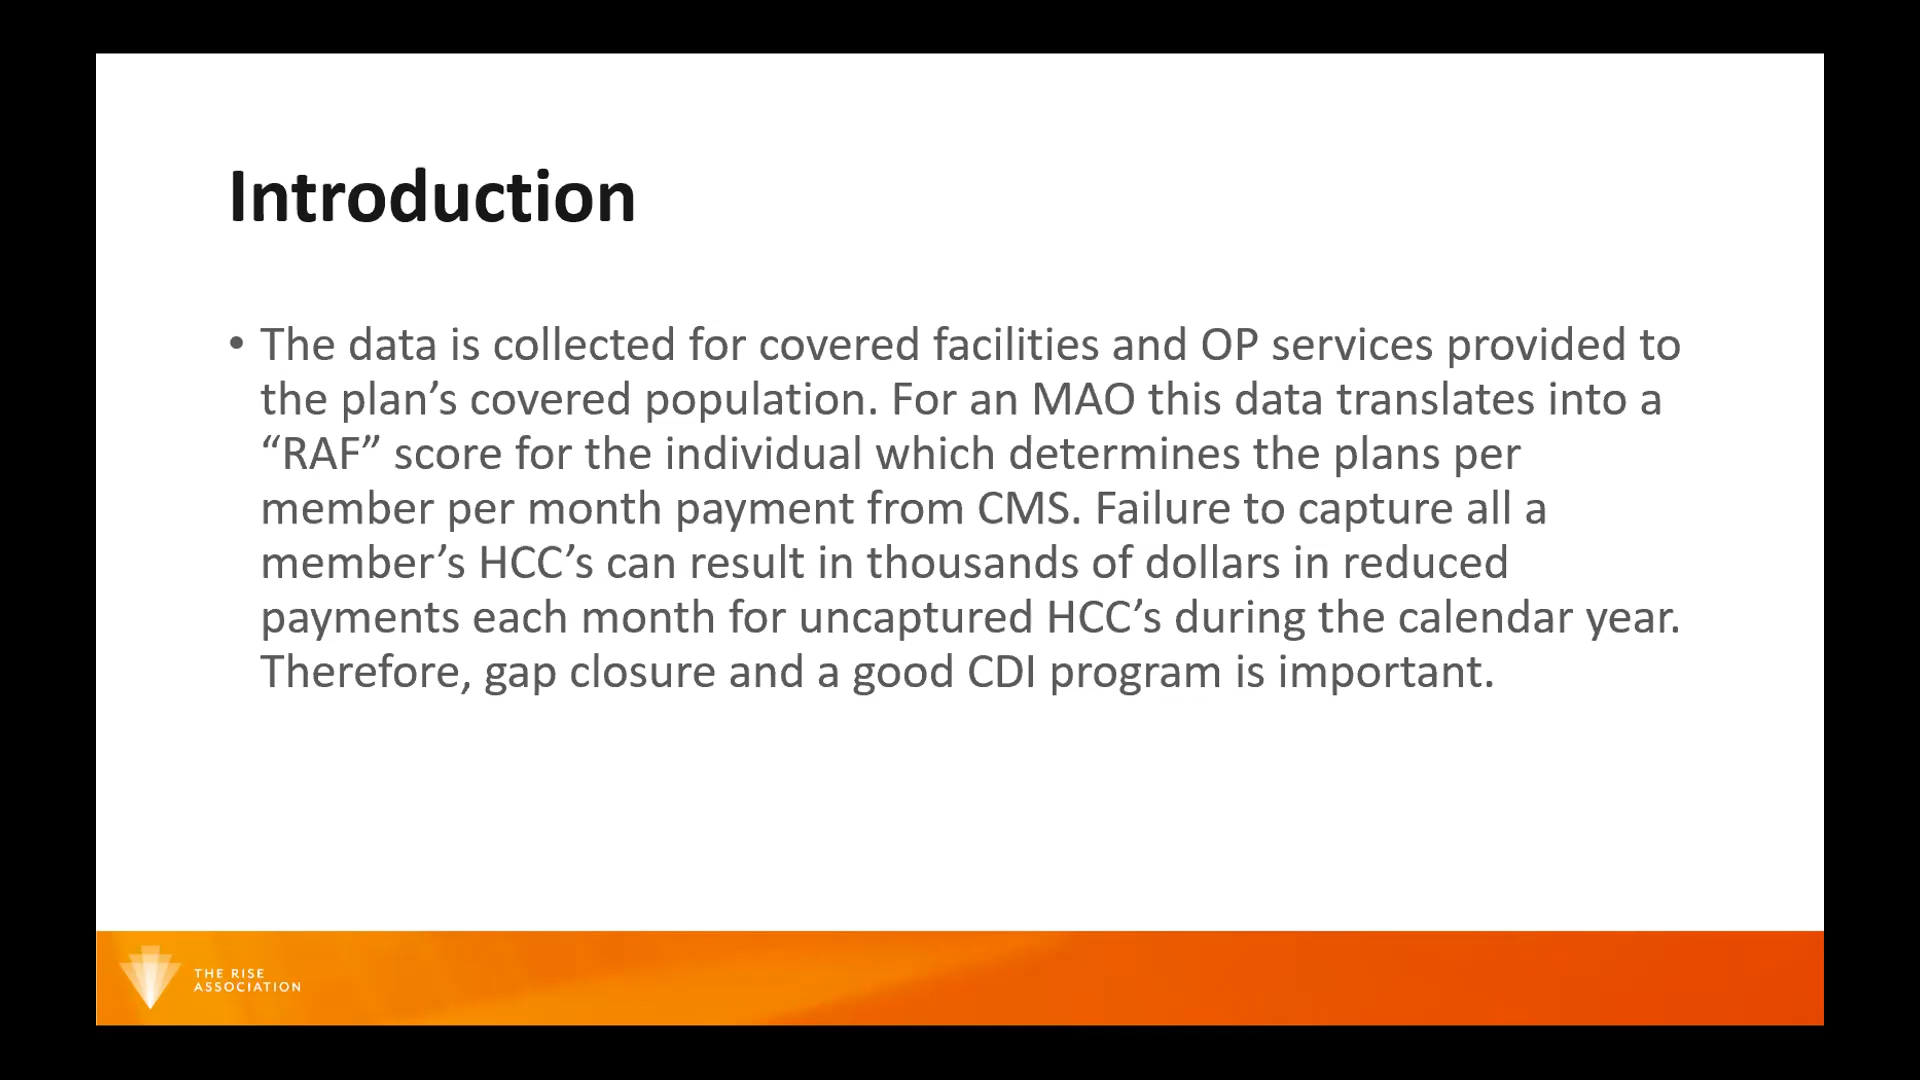 Introduction
• The data is collected for covered facilities and OP services provided to
the plan’s covered population. For an MAO this data translates into a
“RAF” score for the individual which determines the plans per
member per month payment from CMS. Failure to capture all a
member’s HCC’s can result in thousands of dollars in reduced
payments each month for uncaptured HCC’s during the calendar year.
Therefore, gap closure and a good CDI program is important.
THE RISE
ASSOCIATION